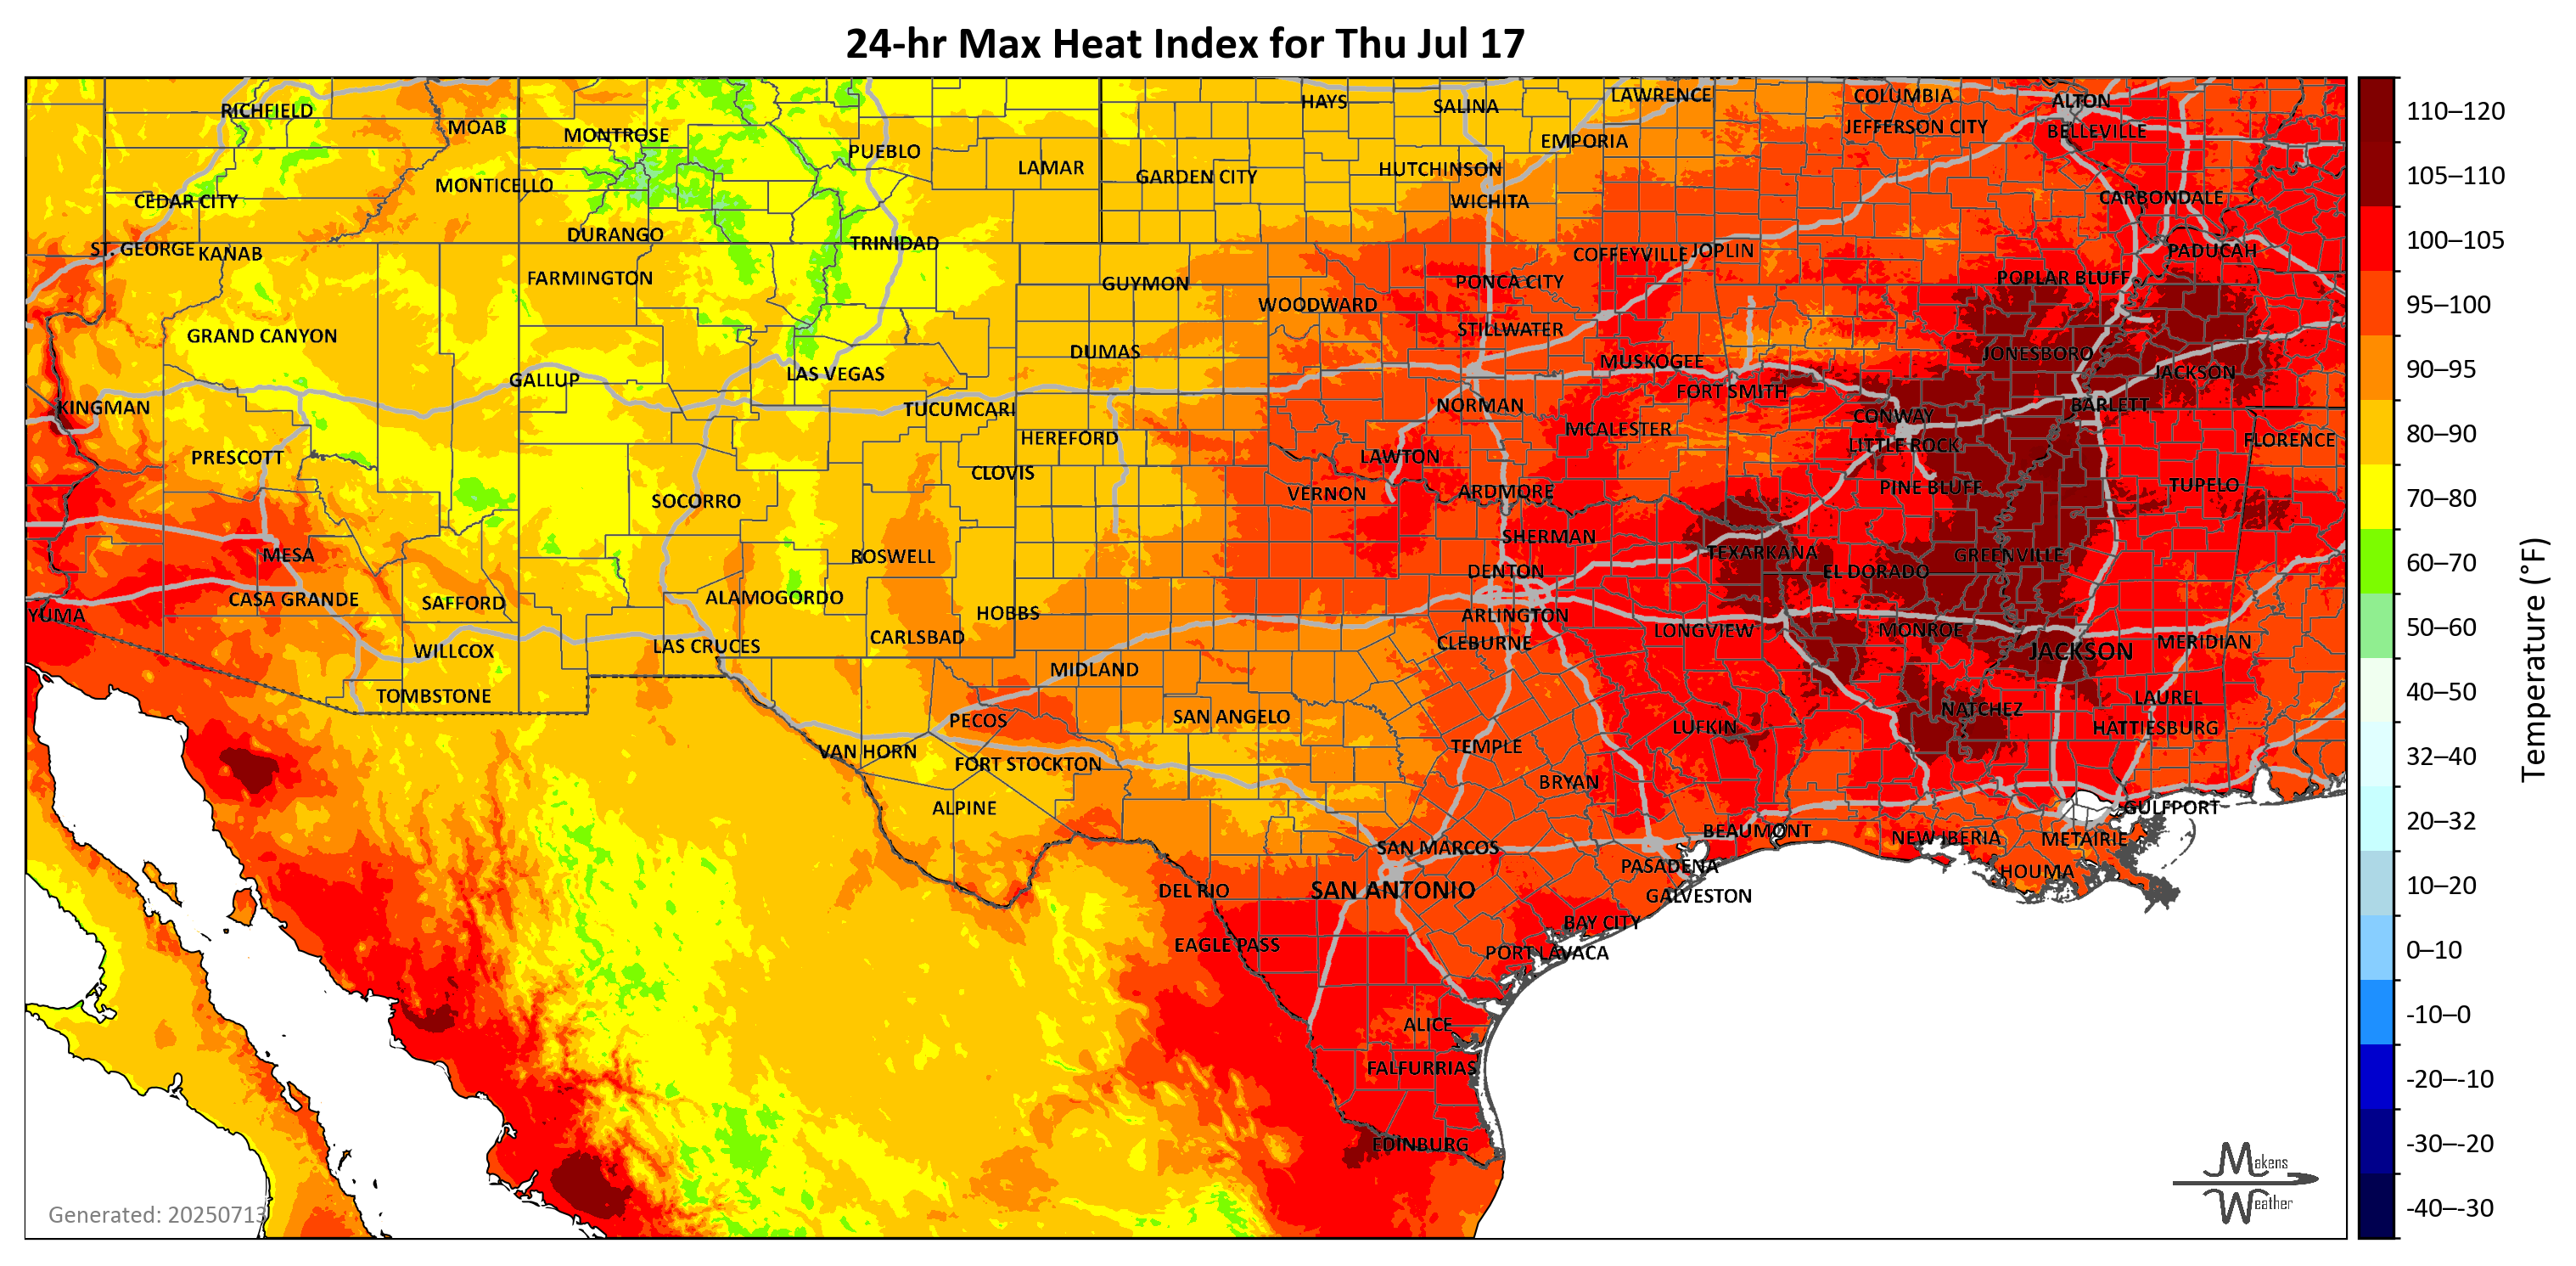 24-hr Max Heat Index for Thu Jul 17
RICHFIELD
MOAB
MONTROSE
PUEBLO
LAMAR
HAYS
SALINA
LAWRENCE
EMPORIA
COLUMBIA
JEFFERSON CITY
ALTON
BELLEVILLE
CEDAR CITY
MONTICELLO
GARDEN CITY
HUTCHINSON
WICHITA
CARBONDALE
ST. GEORGE
KANAB
DURANGO
TRINIDAD
COFFEYVILLE
JOPLIN
PADUCAH
FARMINGTON
GUYMON
WOODWARD
PONCA CITY
POPLAR BLUFF
GRAND CANYON
STILLWATER
DUMAS
MUSKOGEE
JONESBORO
JACKSON
GALLUP
LAS VEGAS
FORT SMITH
KINGMAN
TUCUMCARI
NORMAN
CONWAY
BARLETT
HEREFORD
MCALESTER
LITTLE ROCK
FLORENCE
PRESCOTT
CLOVIS
LAWTON
SOCORRO
VERNON
ARDMORE
PINE BLUFF
TUPELO
MESA
ROSWELL
SHERMAN
TEXARKANA
GREENVILLE
DENTON
EL DORADO
YUMA
CASA GRANDE
SAFFORD
ALAMOGORDO
HOBBS
ARLINGTON
CLEBURNE
LONGVIEW
MONROE
JACKSON
MERIDIAN
WILLCOX
LAS CRUCES
CARLSBAD
MIDLAND
TOMBSTONE
PECOS
SAN ANGELO
LUFKIN
NATCHEZ
LAUREL
HATTIESBURG
VAN HORN
FORT STOCKTON
TEMPLE
BRYAN
ALPINE
BEAUMONT
NEW IBERIA
METAIRIE
GULFPORT
SAN MARCOS
PASADENA
HOUMA
DEL RIO
SAN ANTONIO
GALVESTON
EAGLE PASS
BAY CITY
PORT LAVACA
ALICE
FALFURRIAS
EDINBURG
Generated: 20250713
Makens
Weather
110–120
105–110
100–105
95–100
90–95
80–90
70–80
60–70
50–60
40–50
32–40
20–32
10–20
0–10
-10–0
-20–-10
-30–-20
-40–-30
Temperature (°F)